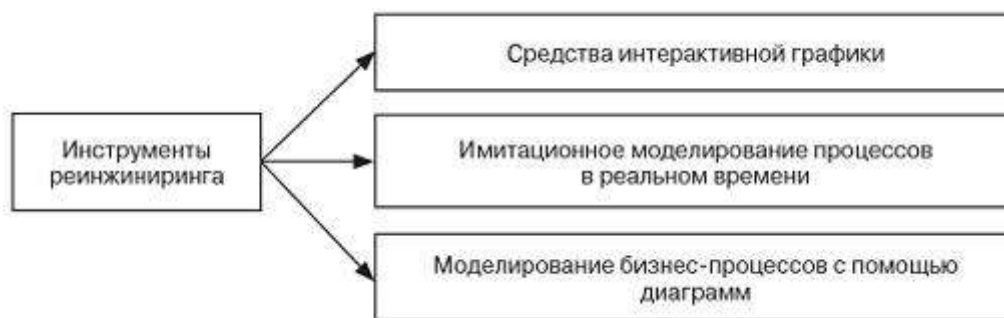 Инструменты
реинжиниринга
Средства интерактивной графики
Имитационное моделирование процессов
в реальном времени
Моделирование бизнес-процессов с помощью
диаграмм